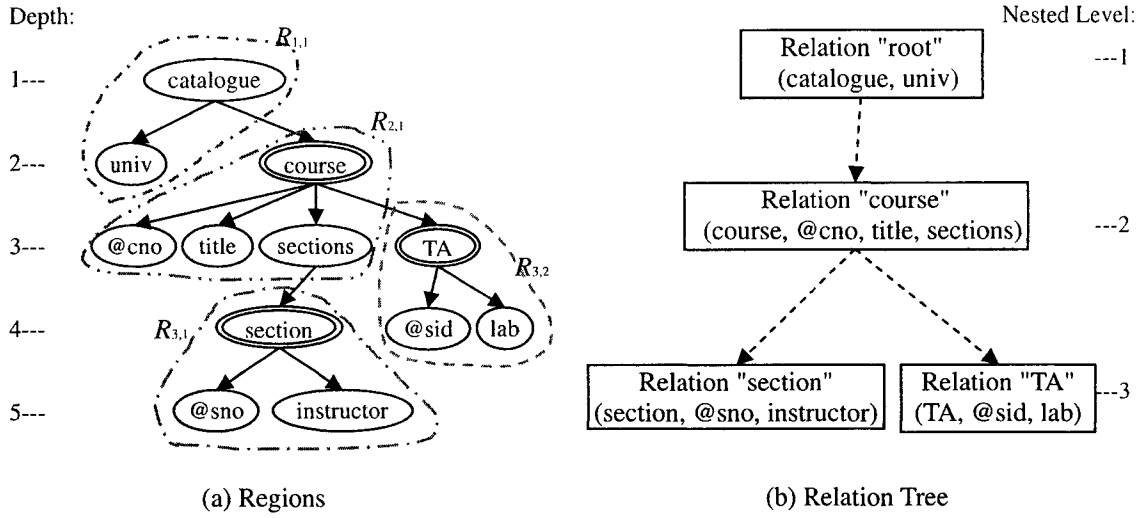 Depth:
Nested Level:
R1,1
Relation "root"
(catalogue, univ)
1---
catalogue
---1
R2,1
2---
univ
course
Relation "course"
(course, @cno, title, sections)
---2
3---
@cno
title
sections
TA
R3,2
R3,1
4---
section
@sid
lab
Relation "section"
(section, @sno, instructor)
Relation "TA"
(TA, @sid, lab)
---3
5---
@sno
instructor
(a) Regions
(b) Relation Tree